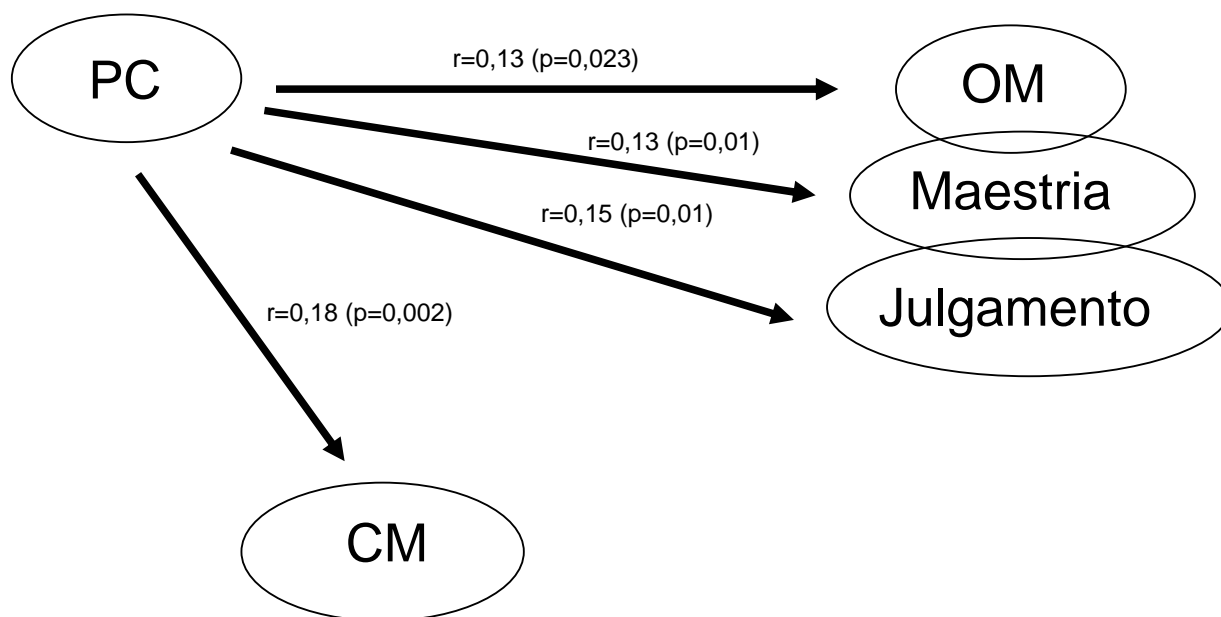 PC
r=0,13 (p=0,023)
OM
r=0,13 (p=0,01)
Maestria
r=0,15 (p=0,01)
Julgamento
r=0,18 (p=0,002)
CM